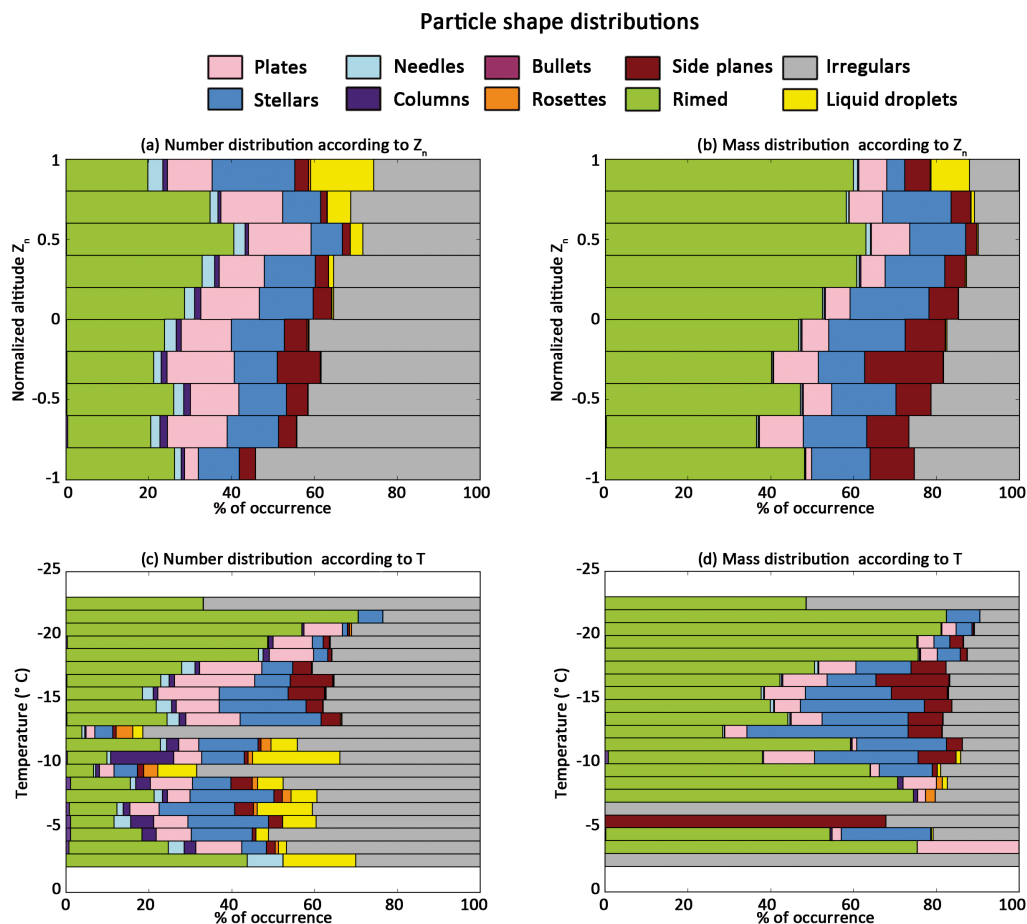 Particle shape distributions
Plates Needles Bullets Side planes Irregulars
Stellars Columns Rosettes Rimed Liquid droplets
(a) Number distribution according to Zn
(b) Mass distribution according to Zn
Normalized altitude Zn
1
0.5
0
-0.5
-1
0 20 40 60 80 100
% of occurrence
Normalized altitude Zn
1
0.5
0
-0.5
-1
0 20 40 60 80 100
% of occurrence
(c) Number distribution according to T
(d) Mass distribution according to T
Temperature (° C)
-25
-20
-15
-10
-5
0
0 20 40 60 80 100
% of occurrence
Temperature (° C)
-25
-20
-15
-10
-5
0
0 20 40 60 80 100
% of occurrence